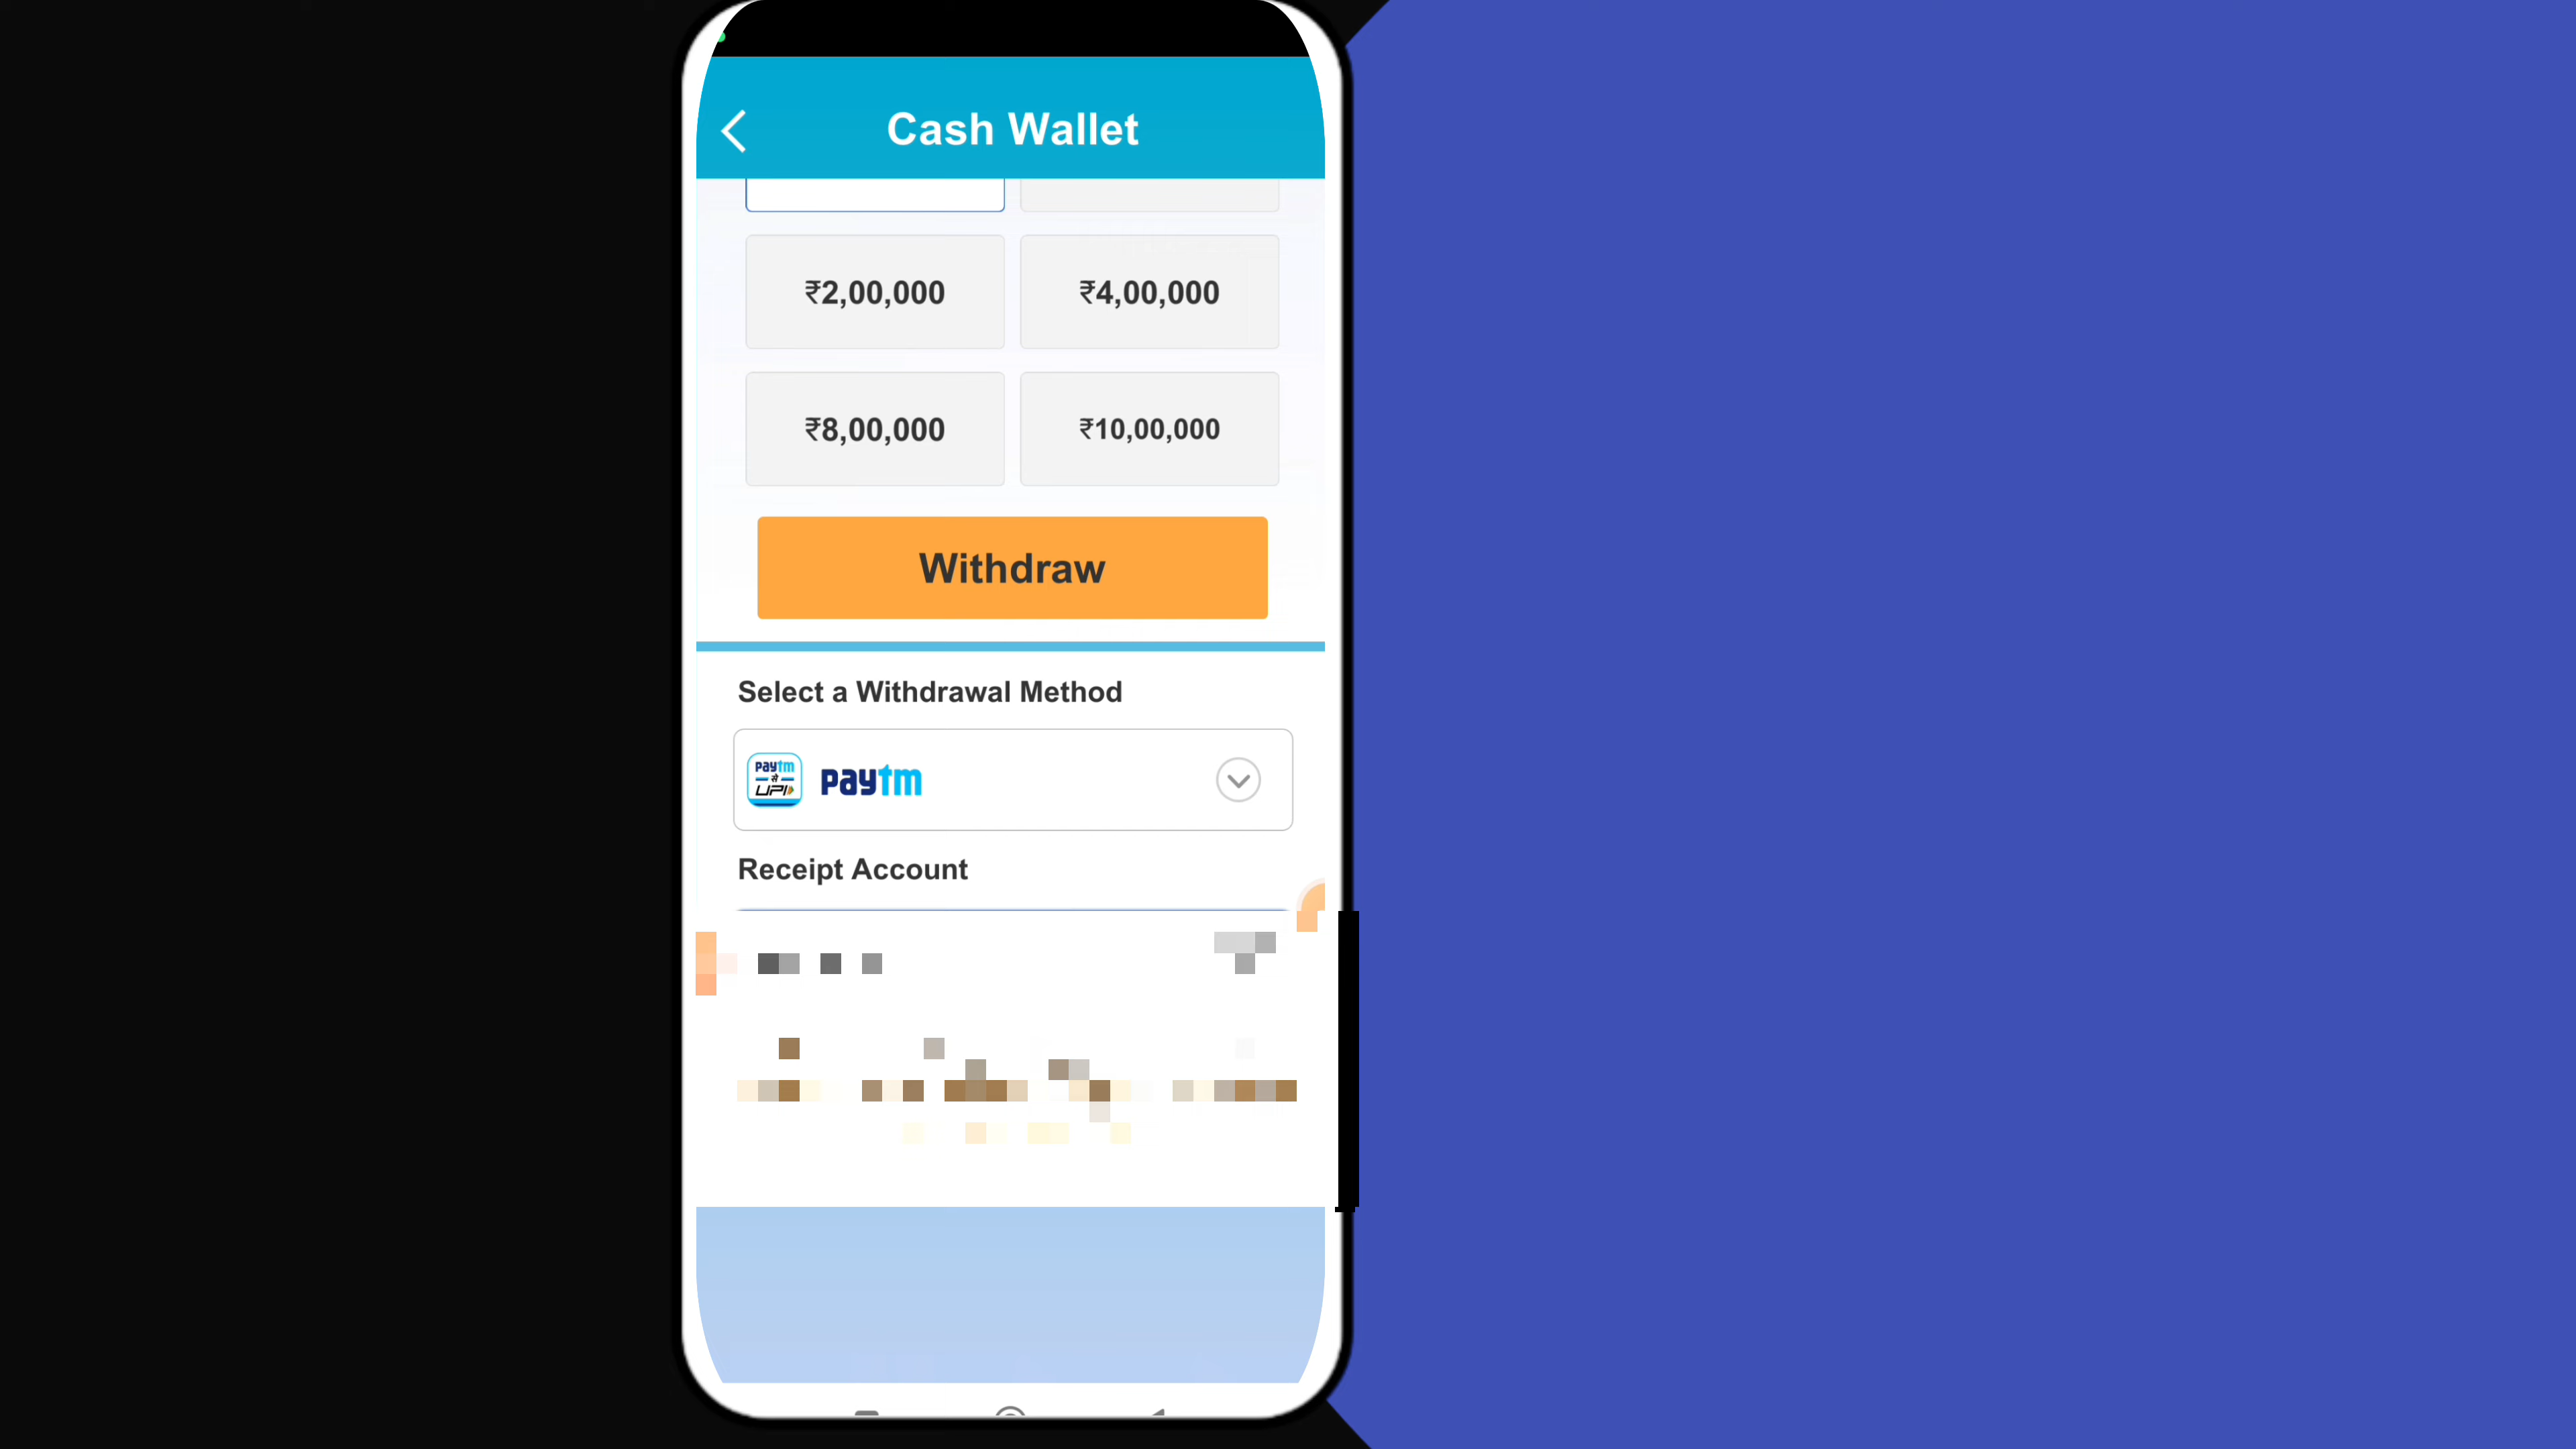 Cash Wallet
₹2,00,000 ₹4,00,000
₹8,00,000 ₹10,00,000
Withdraw
Select a Withdrawal Method
paytm से UPI paytm
Receipt Account